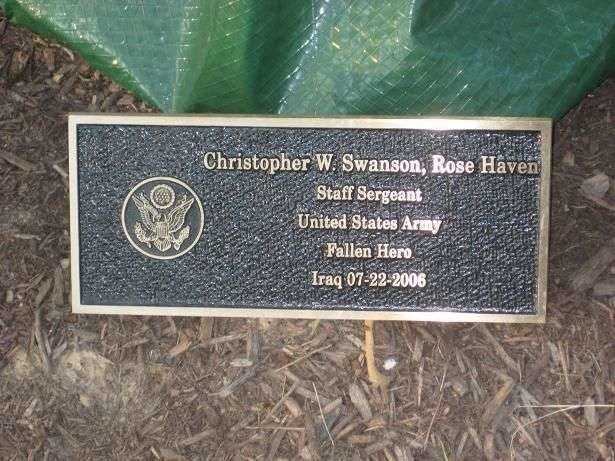 Christopher W. Swanson, Rose Haven
Staff Sergeant
United States Army
Fallen Hero
Iraq 07-22-2006